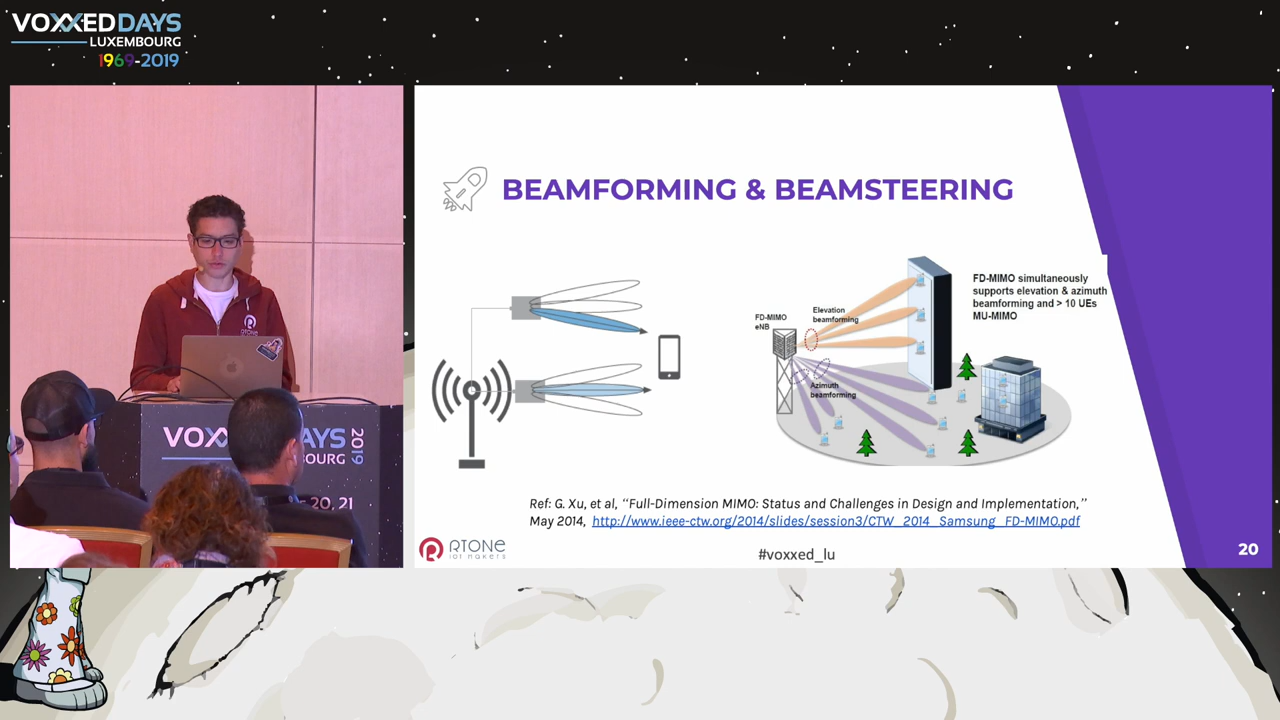 VOXXEDDAYS
LUXEMBOURG
1969-2019
BEAMFORMING & BEAMSTEERING
FD-MIMO
eNB
Elevation
beamforming
Azimuth
beamforming
FD-MIMO simultaneously
supports elevation & azimuth
beamforming and > 10 UEs
MU-MIMO
Ref: G. Xu, et al, “Full-Dimension MIMO: Status and Challenges in Design and Implementation,”
May 2014, http://www.ieee-ctw.org/2014/slides/session3/CTW_2014_Samsung_FD-MIMO.pdf
RTONE
IoT makers
#voxxed_lu
20
VOX AYS
2019
BOURG
20, 21